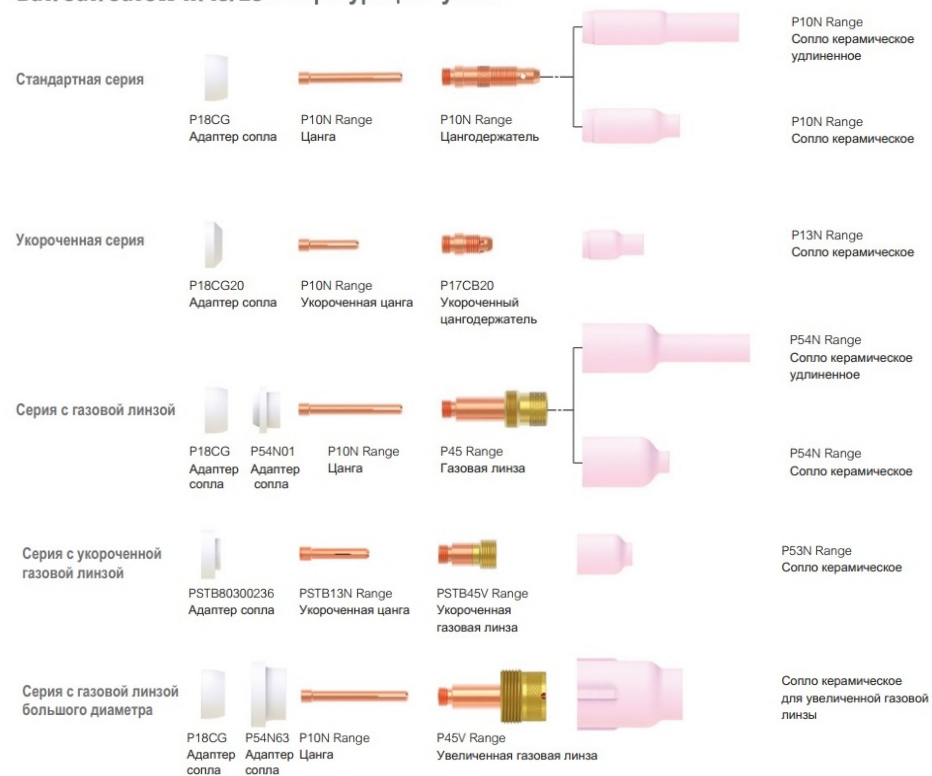 P10N Range
Сопло керамическое
удлиненное
Стандартная серия
P18CG
Адаптер сопла
P10N Range
Цанга
P10N Range
Цангодержатель
P10N Range
Сопло керамическое
Укороченная серия
P18CG20
Адаптер сопла
P10N Range
Укороченная цанга
P17CB20
Укороченный
цангодержатель
P13N Range
Сопло керамическое
P54N Range
Сопло керамическое
удлиненное
Серия с газовой линзой
P18CG
Адаптер
сопла
P54N01
Адаптер
сопла
P10N Range
Цанга
P45 Range
Газовая линза
P54N Range
Сопло керамическое
Серия с укороченной
газовой линзой
PSTB80300236
Адаптер сопла
PSTB13N Range
Укороченная цанга
PSTB45V Range
Укороченная
газовая линза
P53N Range
Сопло керамическое
Серия с газовой линзой
большого диаметра
P18CG
Адаптер
сопла
P54N63
Адаптер
сопла
P10N Range
Цанга
P45V Range
Увеличенная газовая линза
Сопло керамическое
для увеличенной газовой
линзы